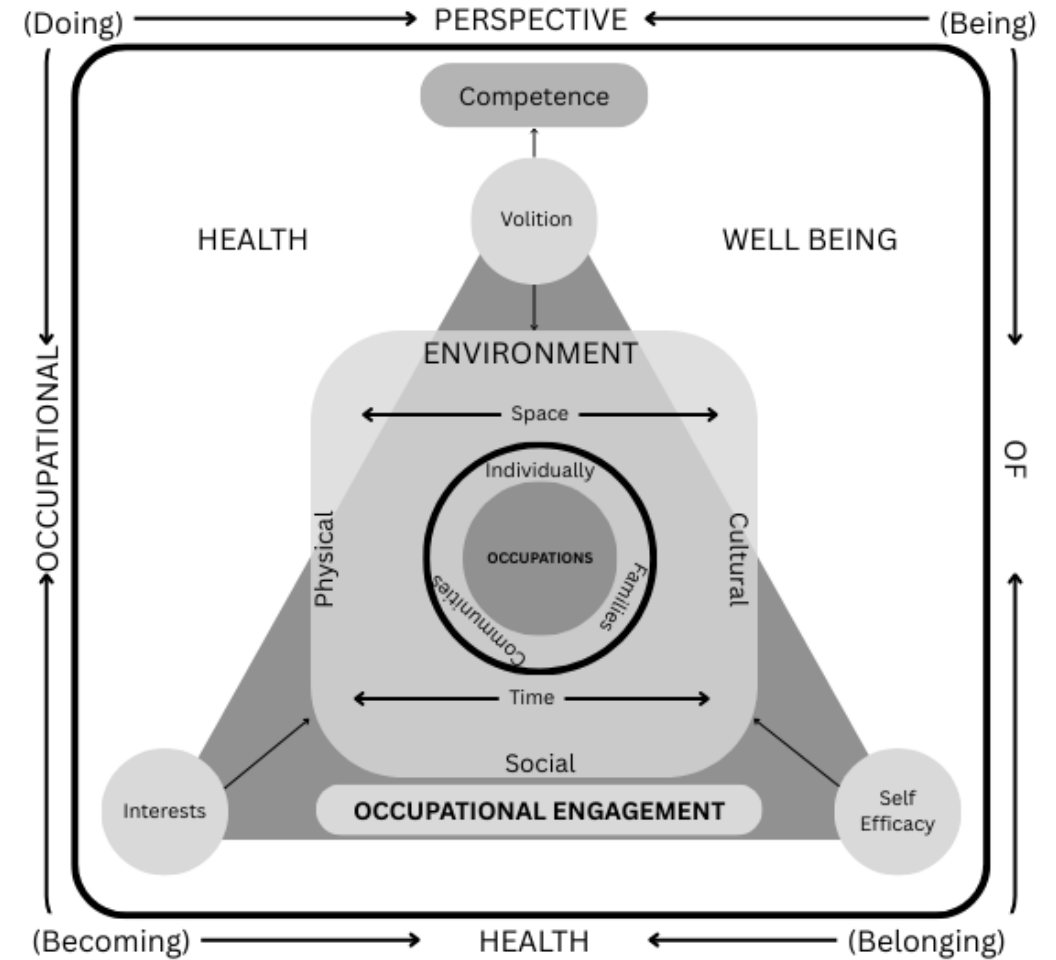 (Doing) PERSPECTIVE (Being)
Competence
Volition
HEALTH
WELL BEING
ENVIRONMENT
Space
Individually
OCCUPATIONAL
OF
Physical
Cultural
OCCUPATIONS
Communities
Families
Time
Social
Interests
OCCUPATIONAL ENGAGEMENT
Self
Efficacy
(Becoming) HEALTH (Belonging)